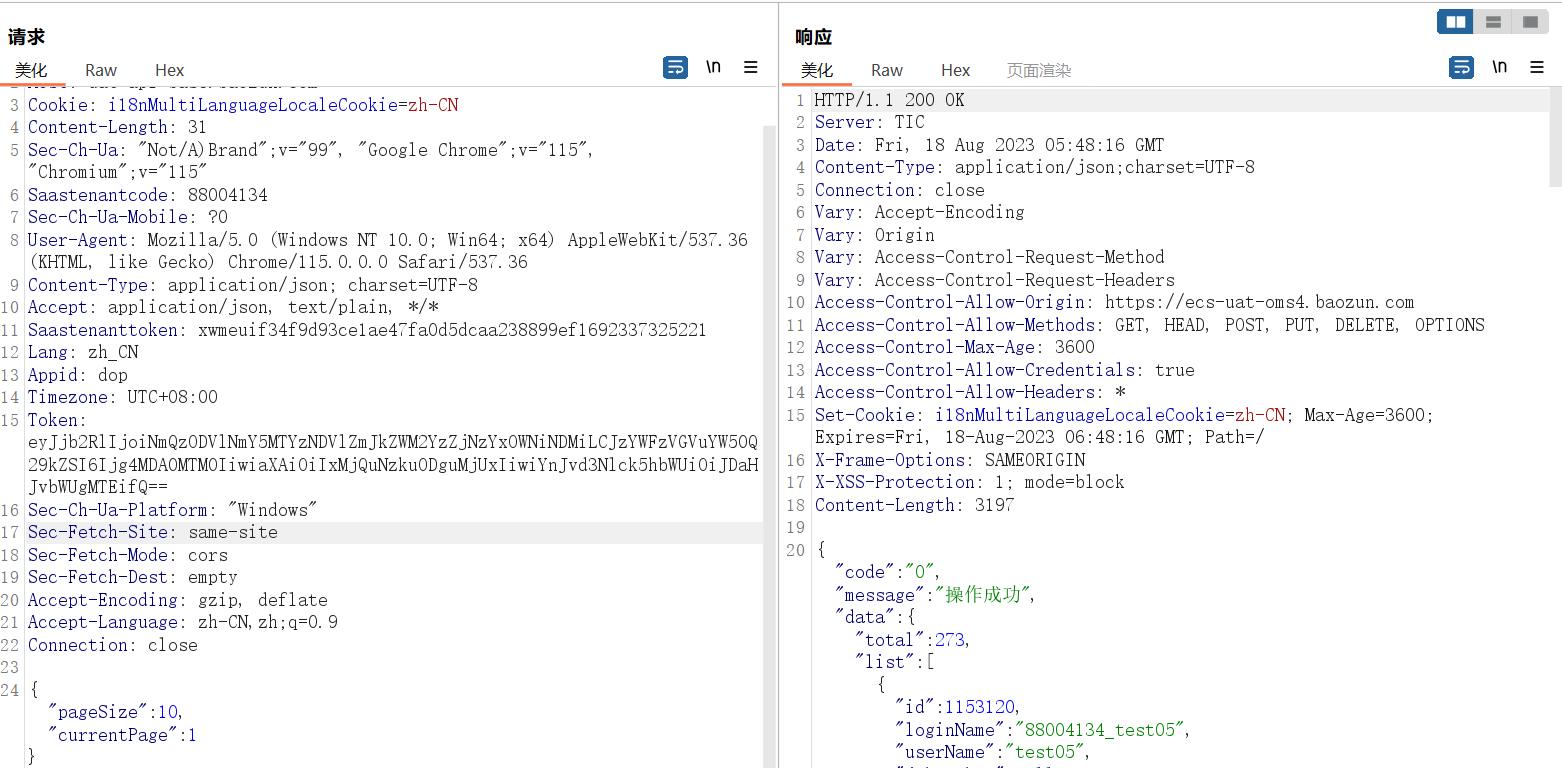 请求
美化 Raw Hex
\n
3 Cookie: i18nMultiLanguageLocaleCookie=zh-CN
4 Content-Length: 31
5 Sec-Ch-Ua: "Not/A)Brand";v="99", "Google Chrome";v="115",
"Chromium";v="115"
6 Saastenantcode: 88004134
7 Sec-Ch-Ua-Mobile: ?0
8 User-Agent: Mozilla/5.0 (Windows NT 10.0; Win64; x64) AppleWebKit/537.36
(KHTML, like Gecko) Chrome/115.0.0.0 Safari/537.36
9 Content-Type: application/json; charset=UTF-8
10 Accept: application/json, text/plain, */*
11 Saastenanttoken: xwmeuif34f9d93ce1ae47fa0d5dcaa238899ef1692337325221
12 Lang: zh_CN
13 Appid: dop
14 Timezone: UTC+08:00
15 Token:
eyJjb2RlIjoiNmQzODVlNmY5MTYzNDVlZmJkZWM2YzZjNzYxOWNiNDMiLCJzYWFzVGVuYW50Q
29kZSI6Ijg4MDA0MTM0IiwiaXAiOiIxMjQuNzkuODguMjUxIiwiYnJvd3Nlck5hbWUiOiJDaH
JvbWUgMTEifQ==
16 Sec-Ch-Ua-Platform: "Windows"
17 Sec-Fetch-Site: same-site
18 Sec-Fetch-Mode: cors
19 Sec-Fetch-Dest: empty
20 Accept-Encoding: gzip, deflate
21 Accept-Language: zh-CN,zh;q=0.9
22 Connection: close
23
24 {
"pageSize":10,
"currentPage":1
}
响应
美化 Raw Hex 页面渲染
\n
1 HTTP/1.1 200 OK
2 Server: TIC
3 Date: Fri, 18 Aug 2023 05:48:16 GMT
4 Content-Type: application/json;charset=UTF-8
5 Connection: close
6 Vary: Accept-Encoding
7 Vary: Origin
8 Vary: Access-Control-Request-Method
9 Vary: Access-Control-Request-Headers
10 Access-Control-Allow-Origin: https://ecs-uat-oms4.baozun.com
11 Access-Control-Allow-Methods: GET, HEAD, POST, PUT, DELETE, OPTIONS
12 Access-Control-Max-Age: 3600
13 Access-Control-Allow-Credentials: true
14 Access-Control-Allow-Headers: *
15 Set-Cookie: i18nMultiLanguageLocaleCookie=zh-CN; Max-Age=3600;
Expires=Fri, 18-Aug-2023 06:48:16 GMT; Path=/
16 X-Frame-Options: SAMEORIGIN
17 X-XSS-Protection: 1; mode=block
18 Content-Length: 3197
19
20 {
"code":"0",
"message":"操作成功",
"data":{
"total":273,
"list":[
{
"id":1153120,
"loginName":"88004134_test05",
"userName":"test05",